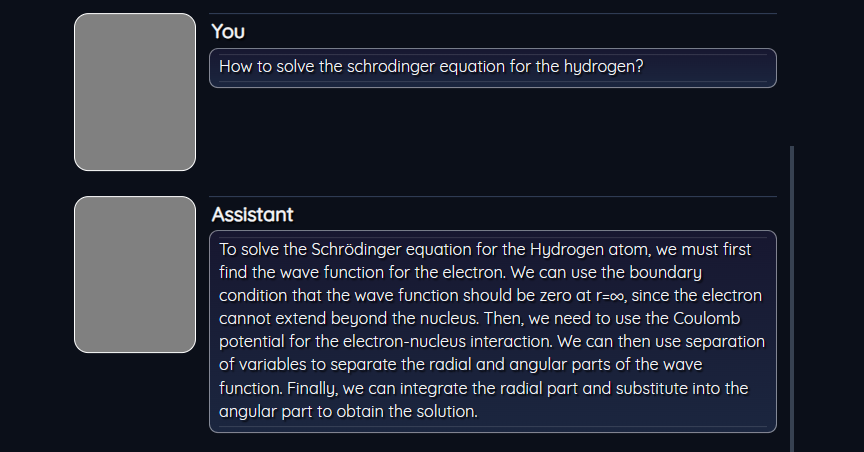 You
How to solve the schrodinger equation for the hydrogen?
Assistant
To solve the Schrödinger equation for the Hydrogen atom, we must first
find the wave function for the electron. We can use the boundary
condition that the wave function should be zero at r=∞, since the electron
cannot extend beyond the nucleus. Then, we need to use the Coulomb
potential for the electron-nucleus interaction. We can then use separation
of variables to separate the radial and angular parts of the wave
function. Finally, we can integrate the radial part and substitute into the
angular part to obtain the solution.